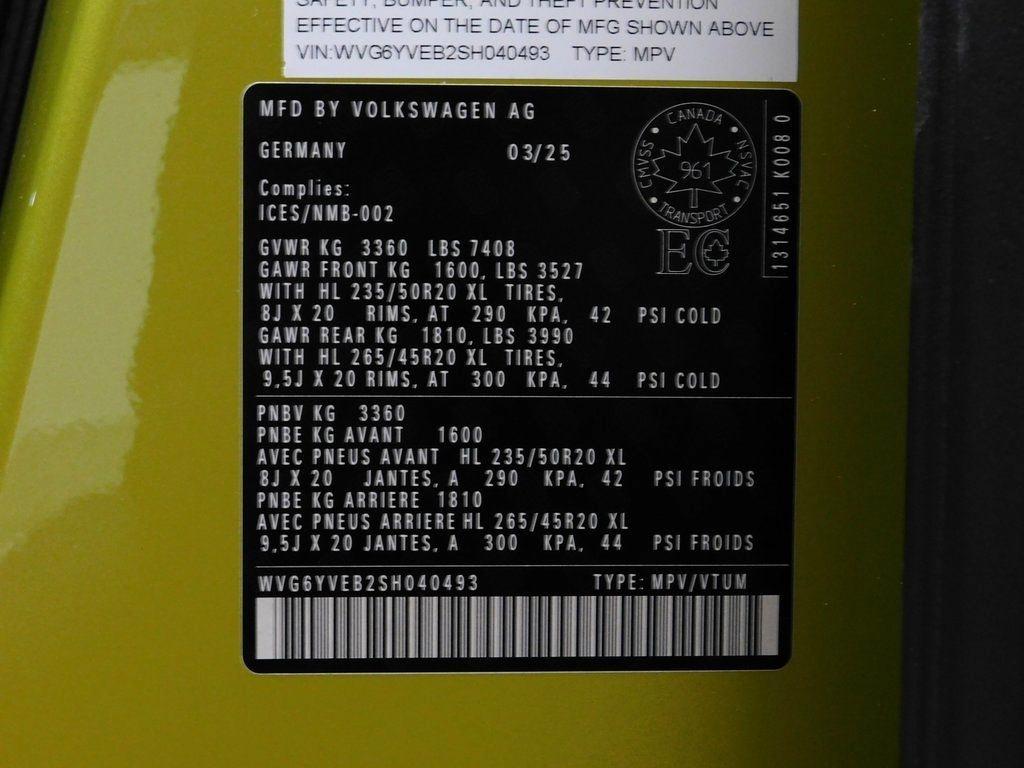 SAFETY, BUMPER, AND THEFT PREVENTION
EFFECTIVE ON THE DATE OF MFG SHOWN ABOVE
VIN:WVG6YVEB2SH040493 TYPE: MPV
MFD BY VOLKSWAGEN AG
GERMANY 03/25
Complies:
ICES/NMB-002
CANADA
CMVSS 961 NSVAC
TRANSPORT
EC
1314651 K008 0
GVWR KG 3360 LBS 7408
GAWR FRONT KG 1600, LBS 3527
WITH HL 235/50R20 XL TIRES,
8J X 20 RIMS, AT 290 KPA, 42 PSI COLD
GAWR REAR KG 1810, LBS 3990
WITH HL 265/45R20 XL TIRES,
9,5J X 20 RIMS, AT 300 KPA, 44 PSI COLD
PNBV KG 3360
PNBE KG AVANT 1600
AVEC PNEUS AVANT HL 235/50R20 XL
8J X 20 JANTES, A 290 KPA, 42 PSI FROIDS
PNBE KG ARRIERE 1810
AVEC PNEUS ARRIERE HL 265/45R20 XL
9,5J X 20 JANTES, A 300 KPA, 44 PSI FROIDS
WVG6YVEB2SH040493 TYPE: MPV/VTUM